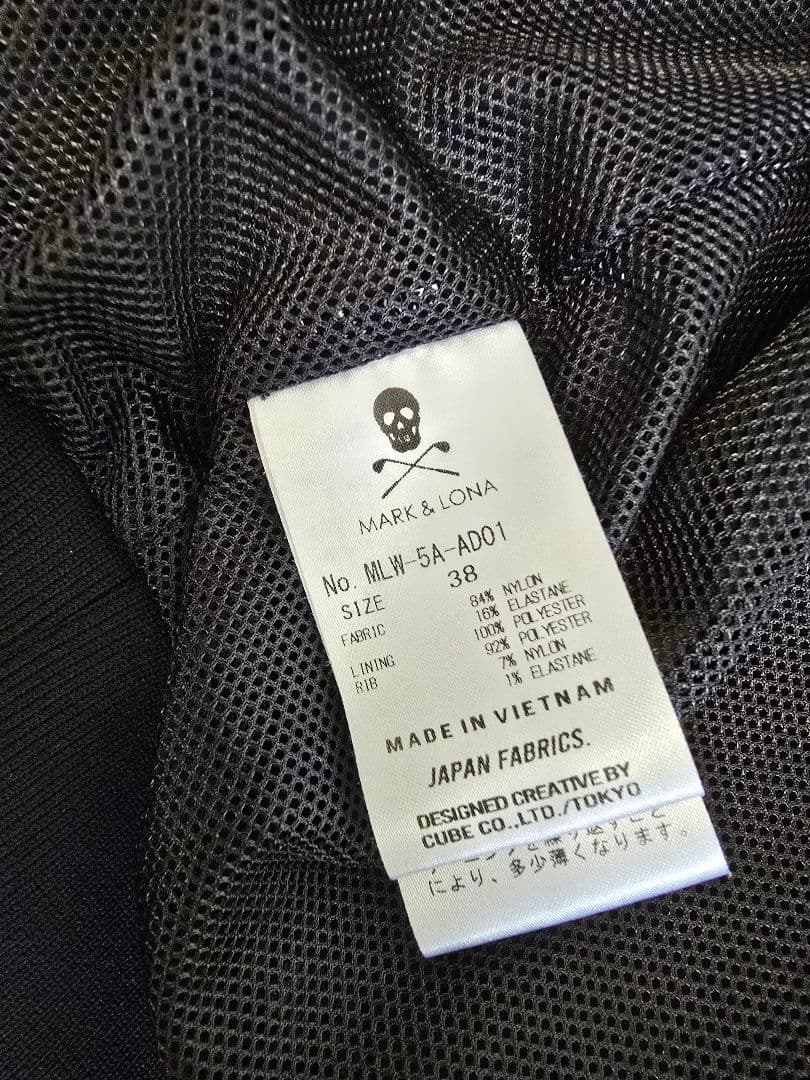 MARK & LONA
No. MLW-5A-AD01
SIZE 38
FABRIC 84% NYLON
16% ELASTANE
LINING 100% POLYESTER
RIB 92% POLYESTER
7% NYLON
1% ELASTANE
MADE IN VIETNAM
JAPAN FABRICS.
DESIGNED CREATIVE BY
CUBE CO.,LTD./TOKYO
により、多少薄くなります。